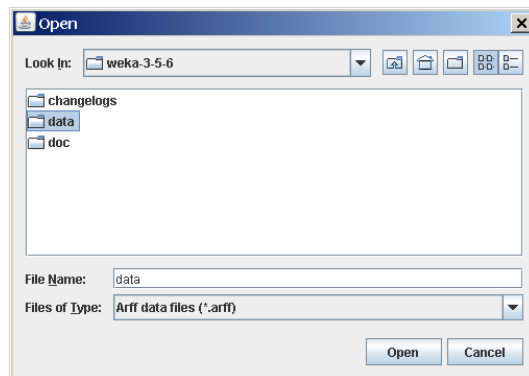 Open
Look In: weka-3-5-6
changelogs
data
doc
File Name: data
Files of Type: Arff data files (*.arff)
Open Cancel